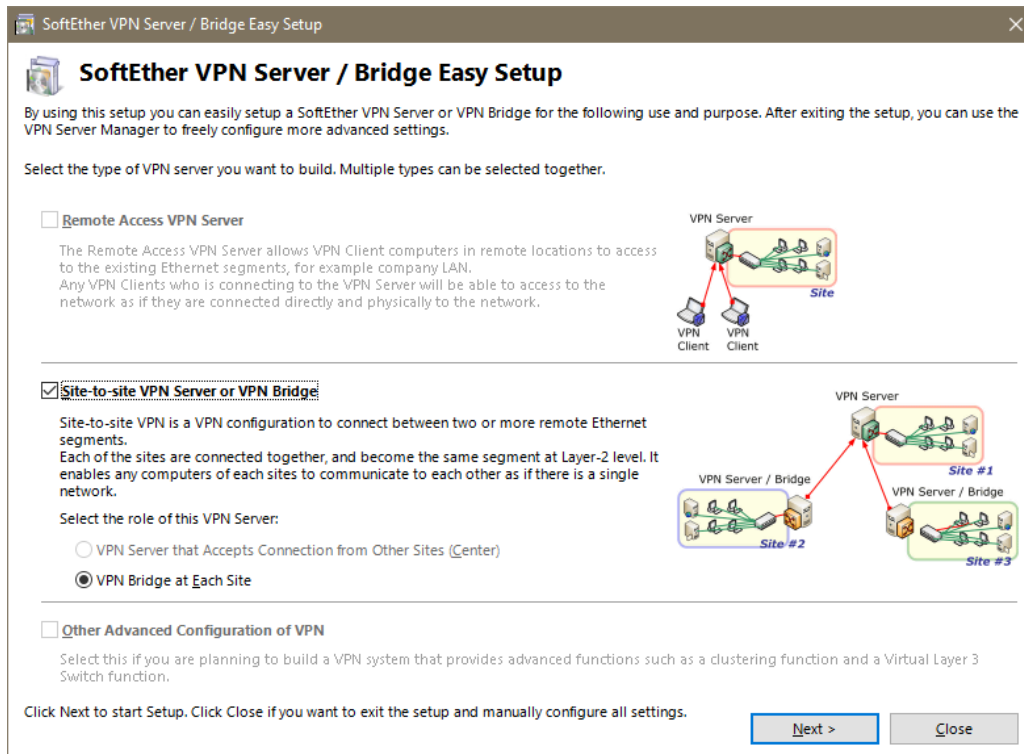 SoftEther VPN Server / Bridge Easy Setup
SoftEther VPN Server / Bridge Easy Setup
By using this setup you can easily setup a SoftEther VPN Server or VPN Bridge for the following use and purpose. After exiting the setup, you can use the
VPN Server Manager to freely configure more advanced settings.
Select the type of VPN server you want to build. Multiple types can be selected together.
Remote Access VPN Server
The Remote Access VPN Server allows VPN Client computers in remote locations to access
to the existing Ethernet segments, for example company LAN.
Any VPN Clients who is connecting to the VPN Server will be able to access to the
network as if they are connected directly and physically to the network.
VPN Server
Site
VPN
Client
VPN
Client
Site-to-site VPN Server or VPN Bridge
Site-to-site VPN is a VPN configuration to connect between two or more remote Ethernet
segments.
Each of the sites are connected together, and become the same segment at Layer-2 level. It
enables any computers of each sites to communicate to each other as if there is a single
network.
Select the role of this VPN Server:
VPN Server that Accepts Connection from Other Sites (Center)
VPN Bridge at Each Site
VPN Server
Site #1
VPN Server / Bridge
Site #2
VPN Server / Bridge
Site #3
Other Advanced Configuration of VPN
Select this if you are planning to build a VPN system that provides advanced functions such as a clustering function and a Virtual Layer 3
Switch function.
Click Next to start Setup. Click Close if you want to exit the setup and manually configure all settings.
Next >
Close